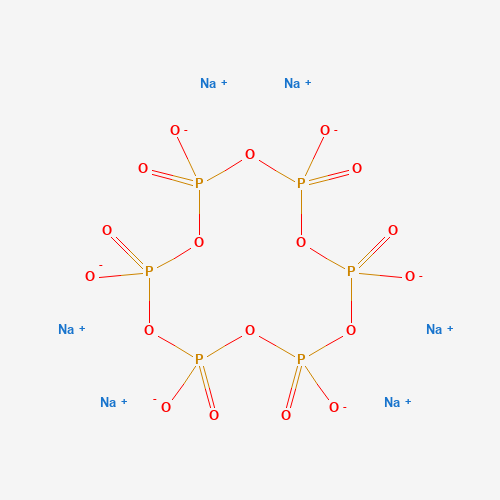 Na + Na +
O - O -
O
O O
P P
O O
O O
-
O P P O -
Na + O O O Na +
P P
Na + - O O O O - Na +